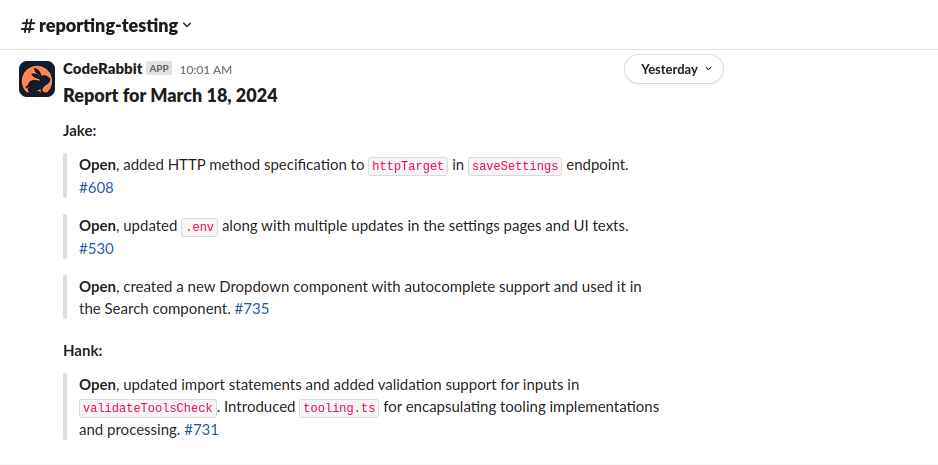 # reporting-testing
CodeRabbit APP 10:01 AM
Yesterday
Report for March 18, 2024
Jake:
Open, added HTTP method specification to httpTarget in saveSettings endpoint.
#608
Open, updated .env along with multiple updates in the settings pages and UI texts.
#530
Open, created a new Dropdown component with autocomplete support and used it in
the Search component. #735
Hank:
Open, updated import statements and added validation support for inputs in
validateToolsCheck. Introduced tooling.ts for encapsulating tooling implementations
and processing. #731